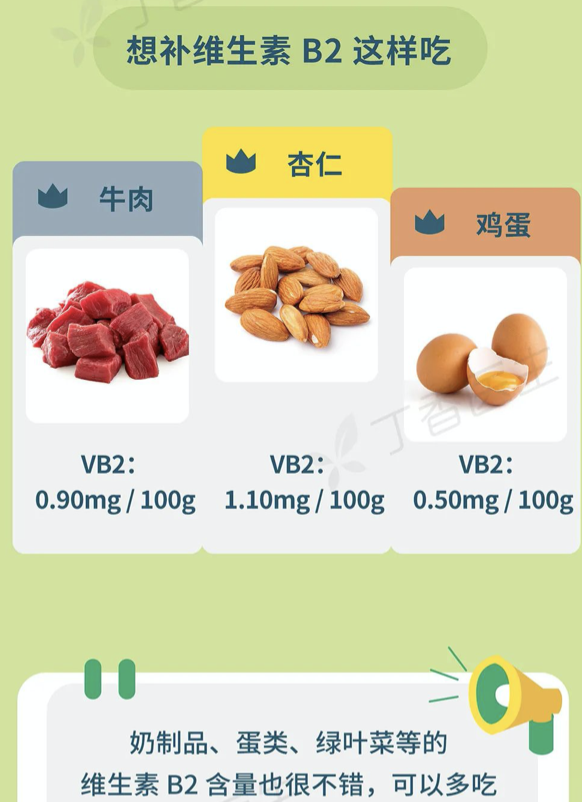 想补维生素 B2 这样吃
杏仁
牛肉
鸡蛋
VB2：
0.90mg / 100g
VB2：
1.10mg / 100g
VB2：
0.50mg / 100g
丁香医生
奶制品、蛋类、绿叶菜等的
维生素 B2 含量也很不错，可以多吃